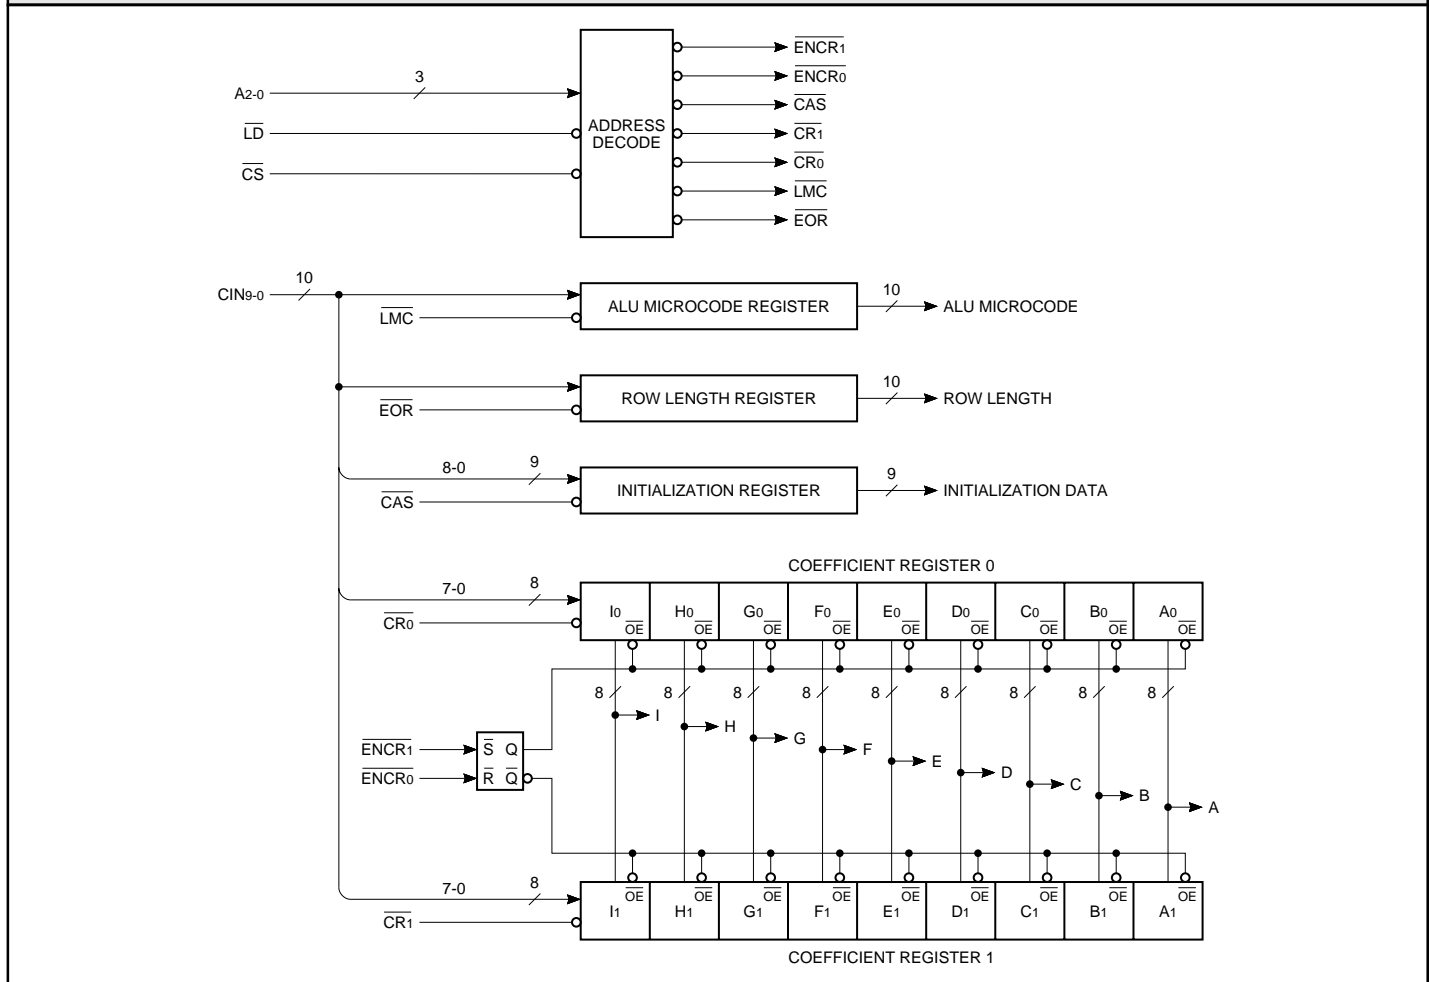 3
A2-0
LD
CS
ADDRESS
DECODE
ENCR1
ENCR0
CAS
CR1
CR0
LMC
EOR
CIN9-0
10
LMC
ALU MICROCODE REGISTER
10
ALU MICROCODE
EOR
ROW LENGTH REGISTER
10
ROW LENGTH
8-0
9
CAS
INITIALIZATION REGISTER
9
INITIALIZATION DATA
COEFFICIENT REGISTER 0
7-0
8
CR0
I0 H0 G0 F0 E0 D0 C0 B0 A0
OE OE OE OE OE OE OE OE OE
8 8 8 8 8 8 8 8 8
I
H
G
F
E
D
C
B
A
ENCR1
S Q
ENCR0
R Q
7-0
8
CR1
OE OE OE OE OE OE OE OE OE
I1 H1 G1 F1 E1 D1 C1 B1 A1
COEFFICIENT REGISTER 1